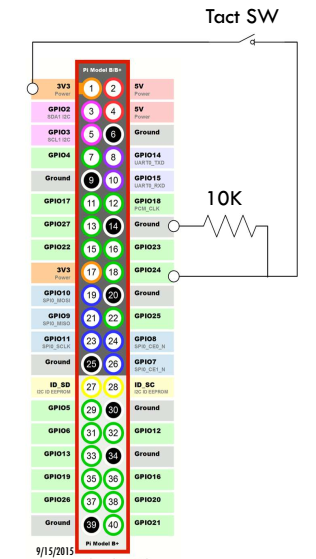 Tact SW
Pi Model B/B+
3V3
Power
1
2
5V
Power
GPIO2
SDA1 I2C
3
4
5V
Power
GPIO3
SCL1 I2C
5
6
Ground
GPIO4
7
8
GPIO14
UART0_TXD
Ground
9
10
GPIO15
UART0_RXD
GPIO17
11
12
GPIO18
PCM_CLK
10K
GPIO27
13
14
Ground
GPIO22
15
16
GPIO23
3V3
Power
17
18
GPIO24
GPIO10
SPI0_MOSI
19
20
Ground
GPIO9
SPI0_MISO
21
22
GPIO25
GPIO11
SPI0_SCLK
23
24
GPIO8
SPI0_CE0_N
Ground
25
26
GPIO7
SPI0_CE1_N
ID_SD
I2C ID EEPROM
27
28
ID_SC
I2C ID EEPROM
GPIO5
29
30
Ground
GPIO6
31
32
GPIO12
GPIO13
33
34
Ground
GPIO19
35
36
GPIO16
GPIO26
37
38
GPIO20
Ground
39
40
GPIO21
Pi Model B+
9/15/2015